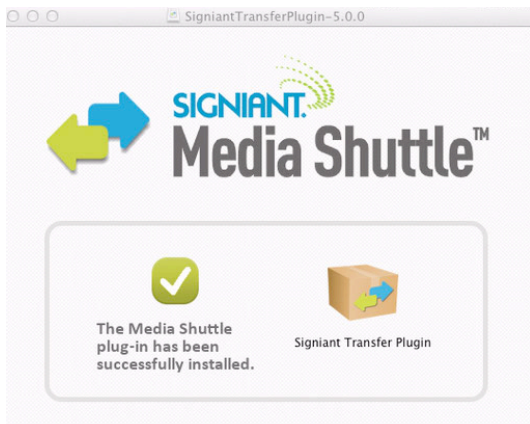 SigniantTransferPlugin-5.0.0
SIGNIANT.
Media Shuttle™
The Media Shuttle
plug-in has been
successfully installed.
Signiant Transfer Plugin